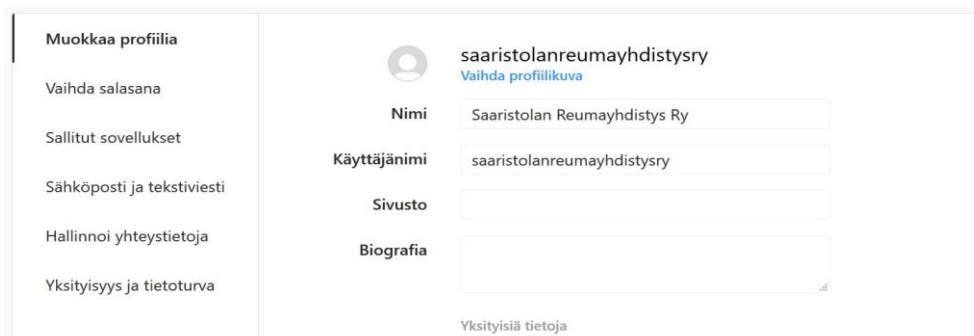 Muokkaa profiilia
Vaihda salasana
Sallitut sovellukset
Sähköposti ja tekstiviesti
Hallinnoi yhteystietoja
Yksityisyys ja tietoturva
saaristolanreumayhdistysry
Vaihda profiilikuva
Nimi Saaristolan Reumayhdistys Ry
Käyttäjänimi saaristolanreumayhdistysry
Sivusto
Biografia
Yksityisiä tietoja